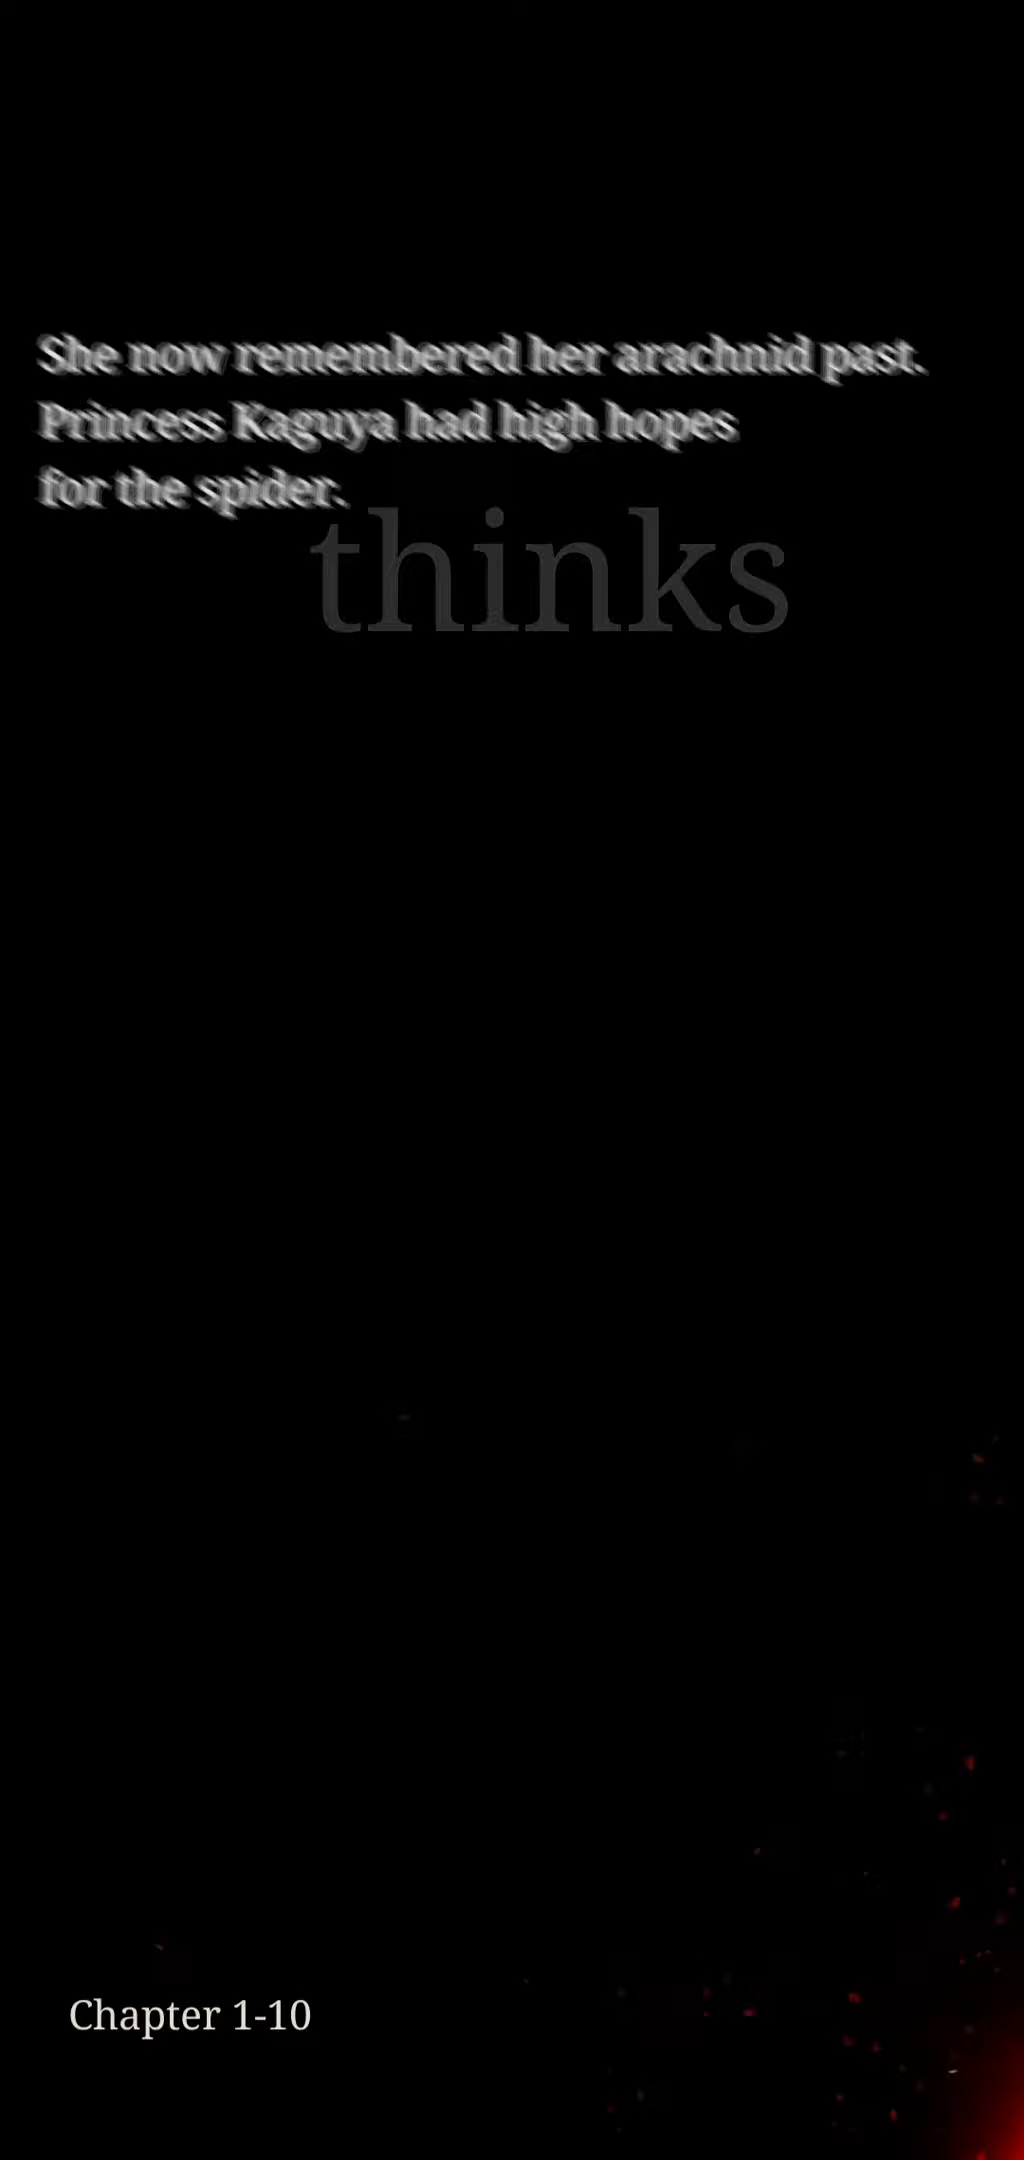 She now remembered her arachnid past.
Princess Kaguya had high hopes
for the spider.
thinks
Chapter 1-10